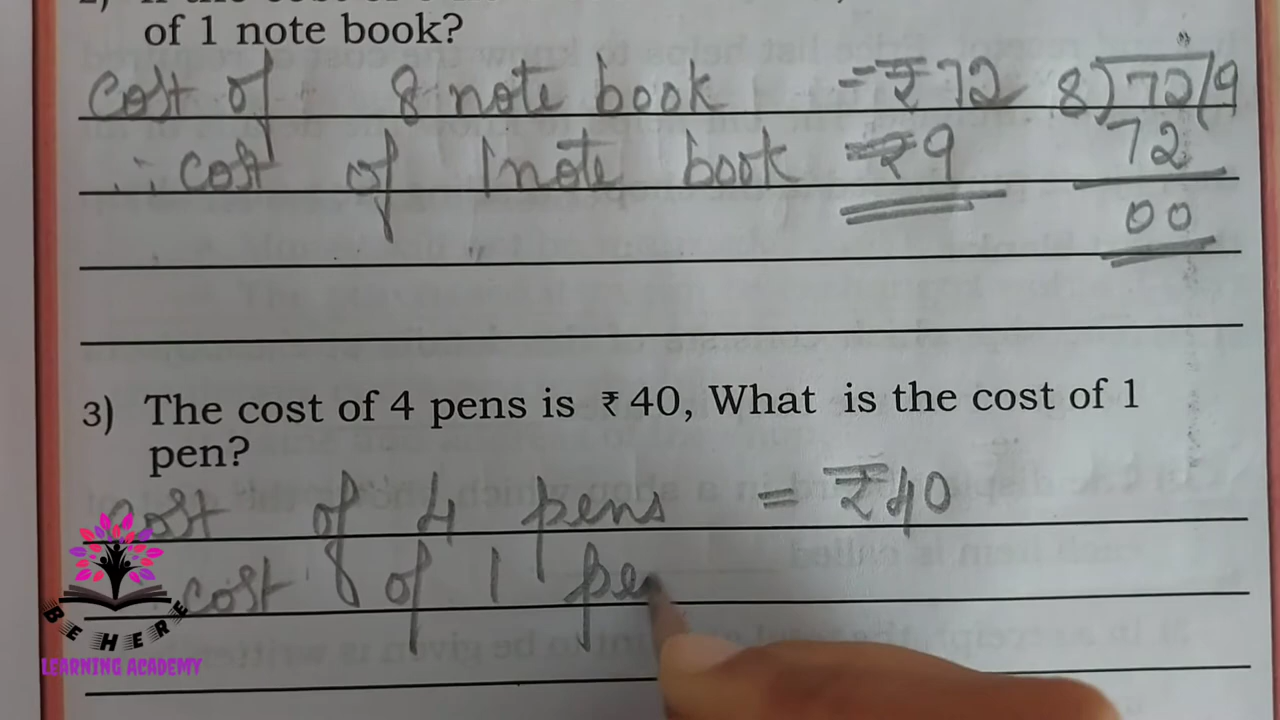 of 1 note book?
cost of 8 note book = ₹72 8)72(9
∴ cost of 1 note book = ₹9 72
00
3) The cost of 4 pens is ₹ 40, What is the cost of 1
pen?
cost of 4 pens = ₹40
cost of 1 pe
BEHERE
LEARNING ACADEMY